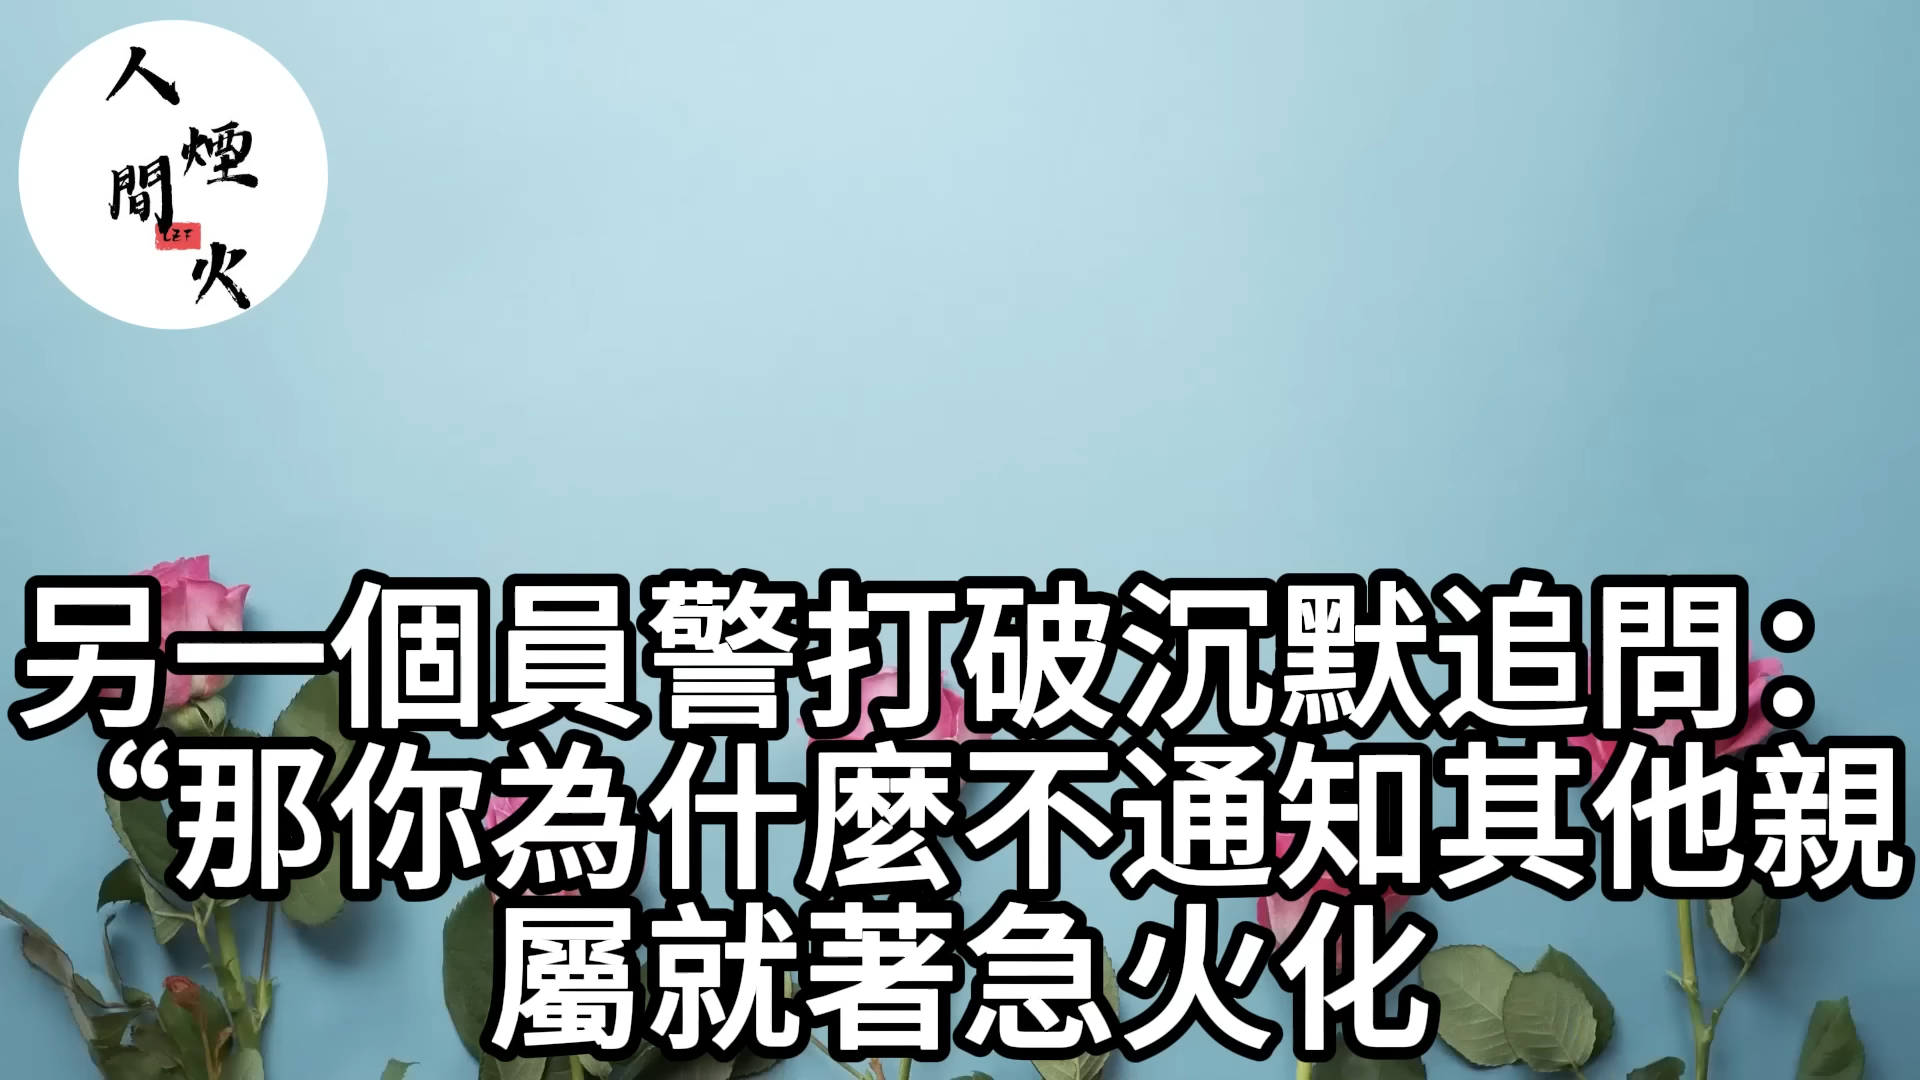 人間煙火
LZF
另一個員警打破沉默追問：
“那你為什麼不通知其他親
屬就著急火化